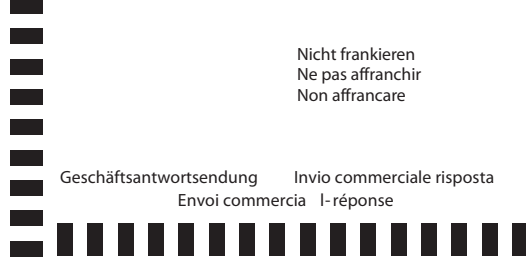 Nicht frankieren
Ne pas affranchir
Non affrancare
Geschäftsantwortsendung Invio commerciale risposta
Envoi commercia l-réponse